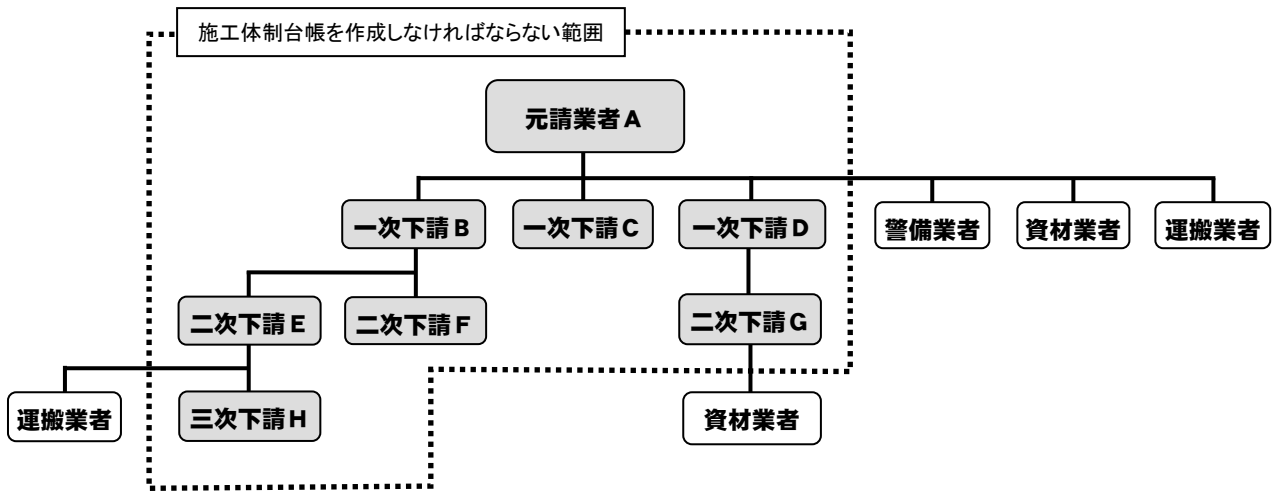 施工体制台帳を作成しなければならない範囲
元請業者A
一次下請B
一次下請C
一次下請D
警備業者
資材業者
運搬業者
二次下請E
二次下請F
二次下請G
運搬業者
三次下請H
資材業者